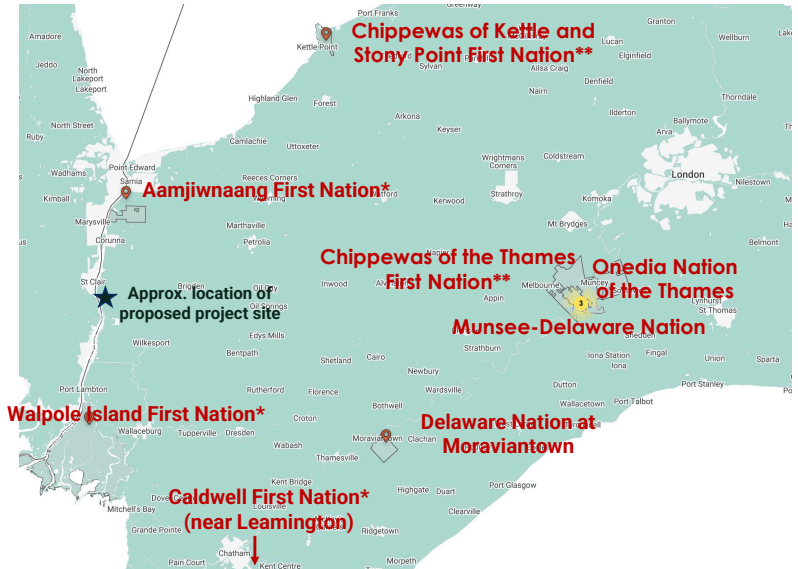 Port Franks
Greenway
Parkhill
Granton
Amadore
Kettle Point
Chippewas of Kettle and
Stony Point First Nation**
Wellburn
Jeddo
Lucan
Elginfield
Sylvan
Ailsa Craig
Denfield
Thorndale
North
Lakeport
Lakeport
Nairn
Highland Glen
Forest
Ilderton
North Street
Arkona
Ballymote
Ruby
Camlachie
Keyser
Arva
Uttoxeter
Wadhams
Point Edward
Wrightmans
Corners
Coldstream
Sarnia
Reeces Corners
London
Nilestown
Kimball
Aamjiwnaang First Nation*
Strathroy
Komoka
Kerwood
Marysville
Marthaville
Mt Brydges
Corunna
Petrolia
Belmont
Chippewas of the Thames
First Nation**
Onedia Nation
of the Thames
St Clair
Inwood
Melbourne
Muncey
Approx. location of
proposed project site
Oil Springs
Appin
3
Lynhurst
St Thomas
Munsee-Delaware Nation
Edys Mills
Shedden
Wilkesport
Strathburn
Bentpath
Shetland
Cairo
Iona Station
Iona
Fingal
Union
Sparta
Newbury
Port Lambton
Rutherford
Florence
Wardsville
Dutton
Port Stanley
Bothwell
Wallacetown
Port Talbot
Walpole Island First Nation*
Croton
Delaware Nation at
Moraviantown
Wallaceburg
Tupperville
Dresden
Moraviantown
Clachan
Wabash
Thamesville
Kent Bridge
Port Glasgow
Caldwell First Nation*
(near Leamington)
Highgate
Duart
Mitchell's Bay
Louisville
Clearville
Grande Pointe
Ridgetown
Chatham
Pain Court
Kent Centre
Morpeth